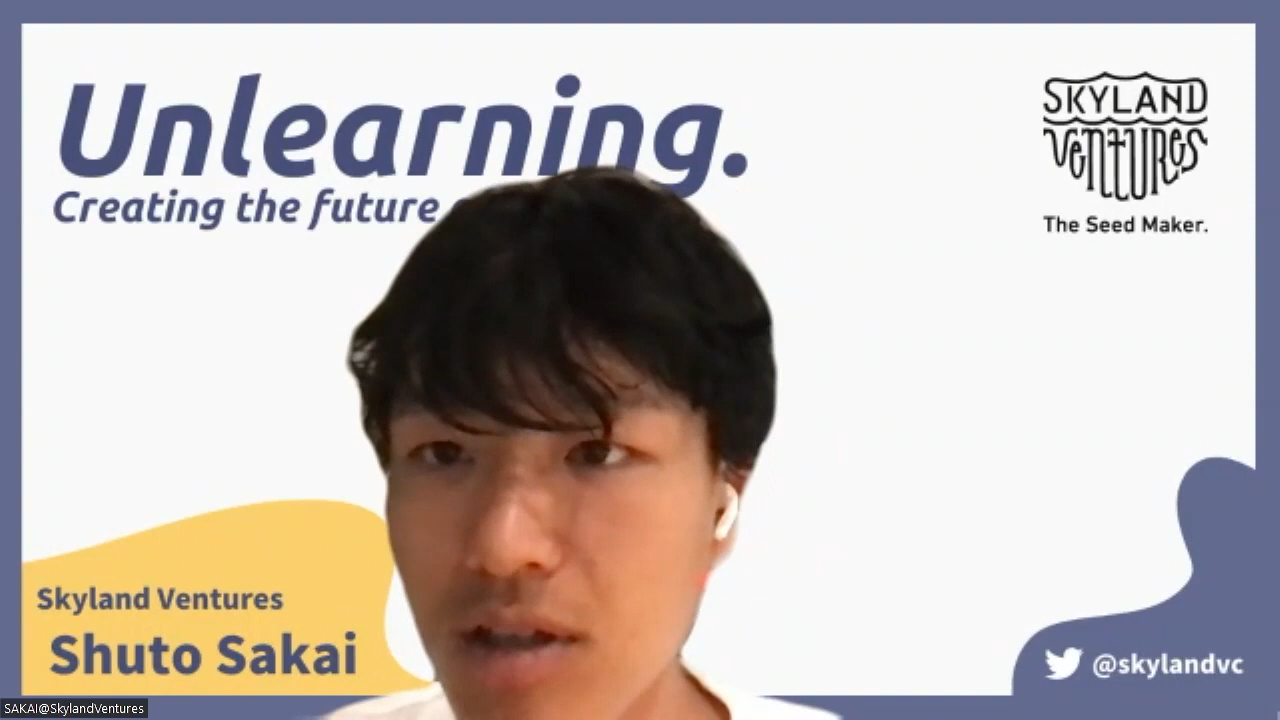 Unlearning.
Creating the future
SKYLAND
VENTURES
The Seed Maker.
Skyland Ventures
Shuto Sakai
@skylandvc
SAKAI@SkylandVentures